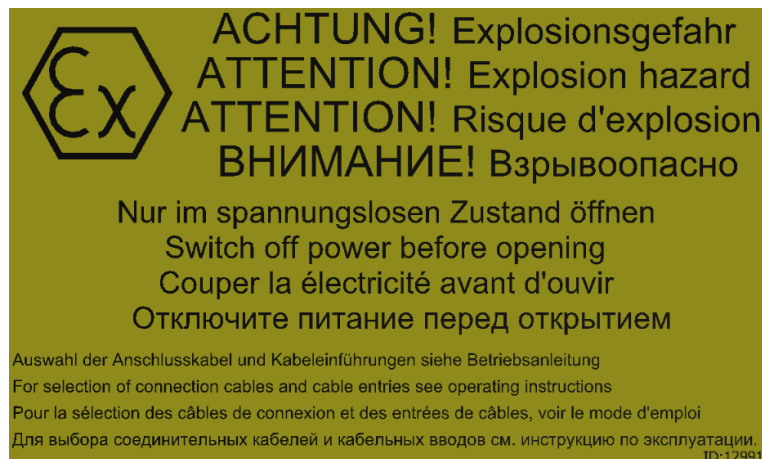 Ex
ACHTUNG! Explosionsgefahr
ATTENTION! Explosion hazard
ATTENTION! Risque d'explosion
ВНИМАНИЕ! Взрывоопасно
Nur im spannungslosen Zustand öffnen
Switch off power before opening
Couper la électricité avant d'ouvir
Отключите питание перед открытием
Auswahl der Anschlusskabel und Kabeleinführungen siehe Betriebsanleitung
For selection of connection cables and cable entries see operating instructions
Pour la sélection des câbles de connexion et des entrées de câbles, voir le mode d'emploi
Для выбора соединительных кабелей и кабельных вводов см. инструкцию по эксплуатации.
ID:12991